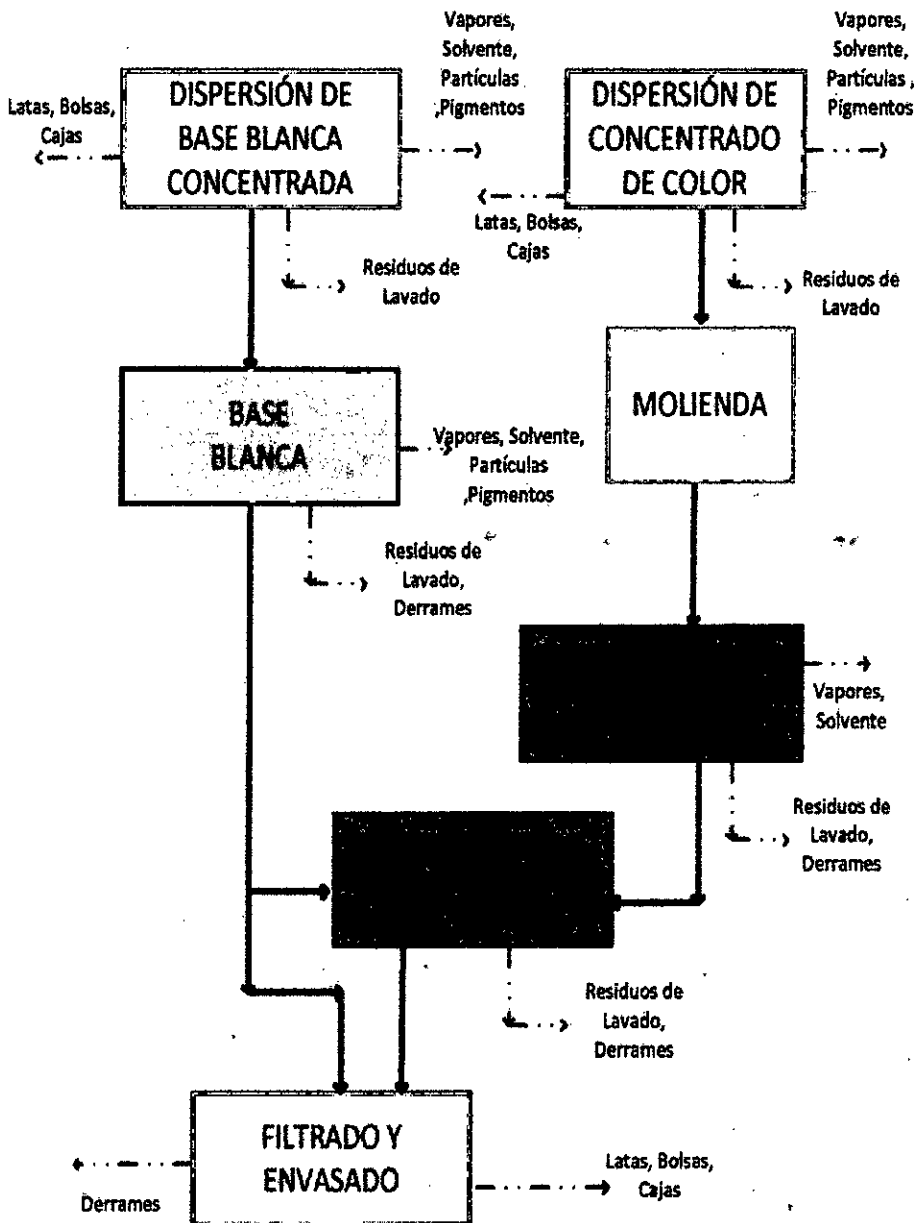 Vapores,
Solvente,
Partículas
,Pigmentos
Vapores,
Solvente,
Partículas ,
Pigmentos
Latas, Bolsas,
Cajas
DISPERSIÓN DE
BASE BLANCA
CONCENTRADA
DISPERSIÓN DE
CONCENTRADO
DE COLOR
Latas, Bolsas,
Cajas
Residuos de
Lavado
Residuos de
Lavado
BASE
BLANCA
MOLIENDA
Vapores, Solvente,
Partículas
,Pigmentos
Residuos de
Lavado,
Derrames
Vapores,
Solvente
Residuos de
Lavado,
Derrames
Residuos de
Lavado,
Derrames
FILTRADO Y
ENVASADO
Derrames
Latas, Bolsas,
Cajas